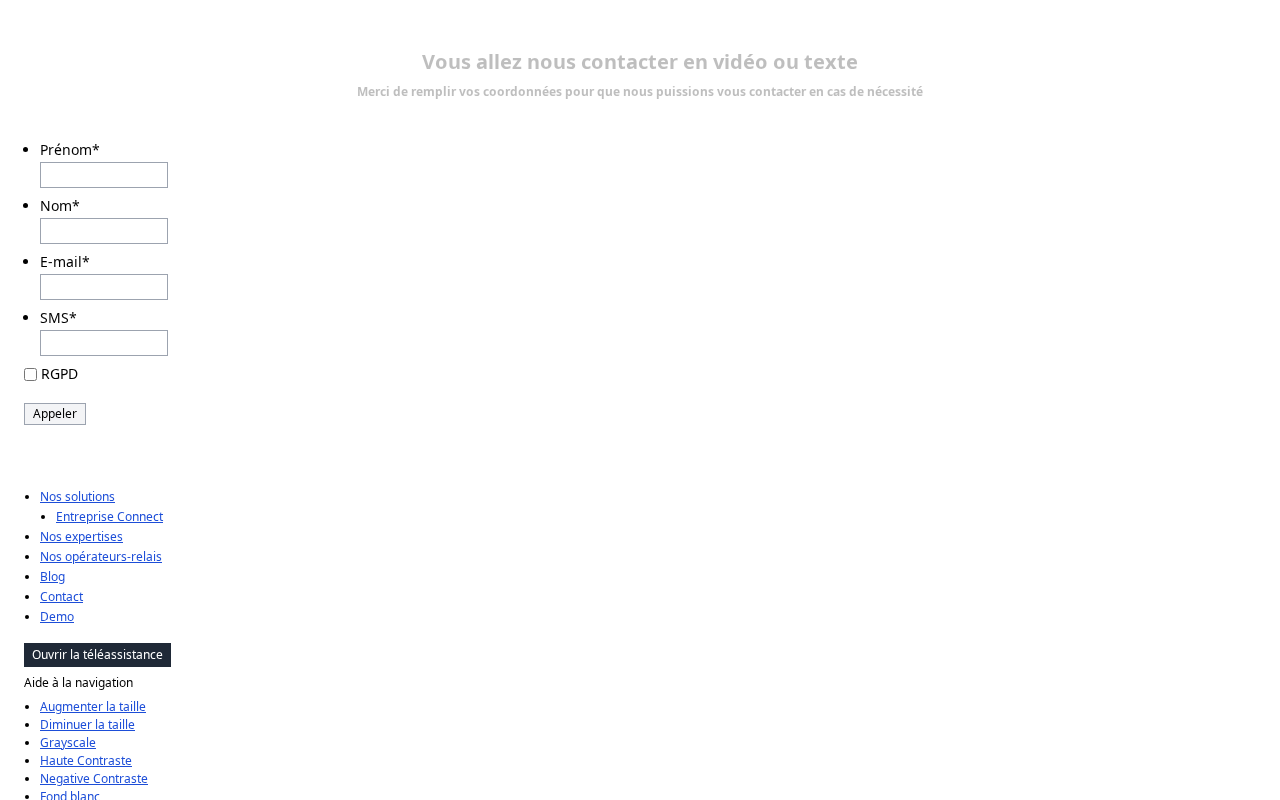 Vous allez nous contacter en vidéo ou texte
Merci de remplir vos coordonnées pour que nous puissions vous contacter en cas de nécessité
Prénom*
Nom*
E-mail*
SMS*
RGPD
Appeler
Nos solutions
Entreprise Connect
Nos expertises
Nos opérateurs-relais
Blog
Contact
Demo
Ouvrir la téléassistance
Aide à la navigation
Augmenter la taille
Diminuer la taille
Grayscale
Haute Contraste
Negative Contraste
Fond blanc